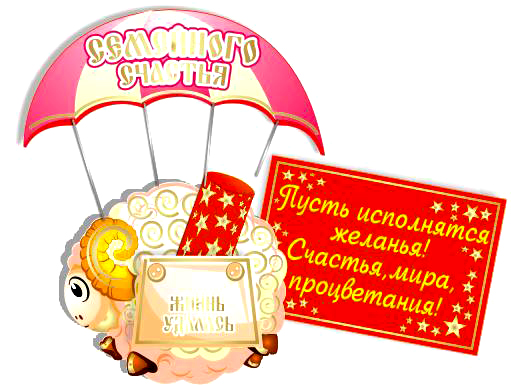 СЕМЕЙНОГО
СЧАСТЬЯ
Пусть исполнятся
желанья!
Счастья, мира,
процветания!
ЖИЗНЬ
УДАЛАСЬ